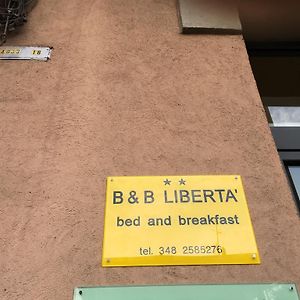 ★ ★
B & B LIBERTA'
bed and breakfast
tel. 348 2585276